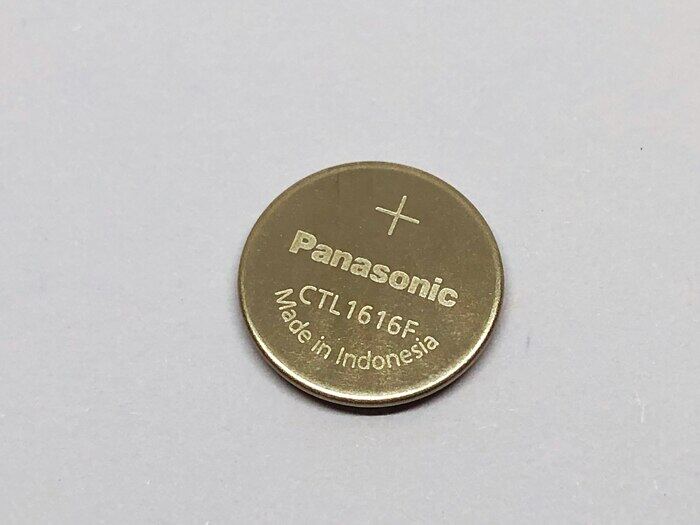 +
Panasonic
CTL1616F
Made in Indonesia